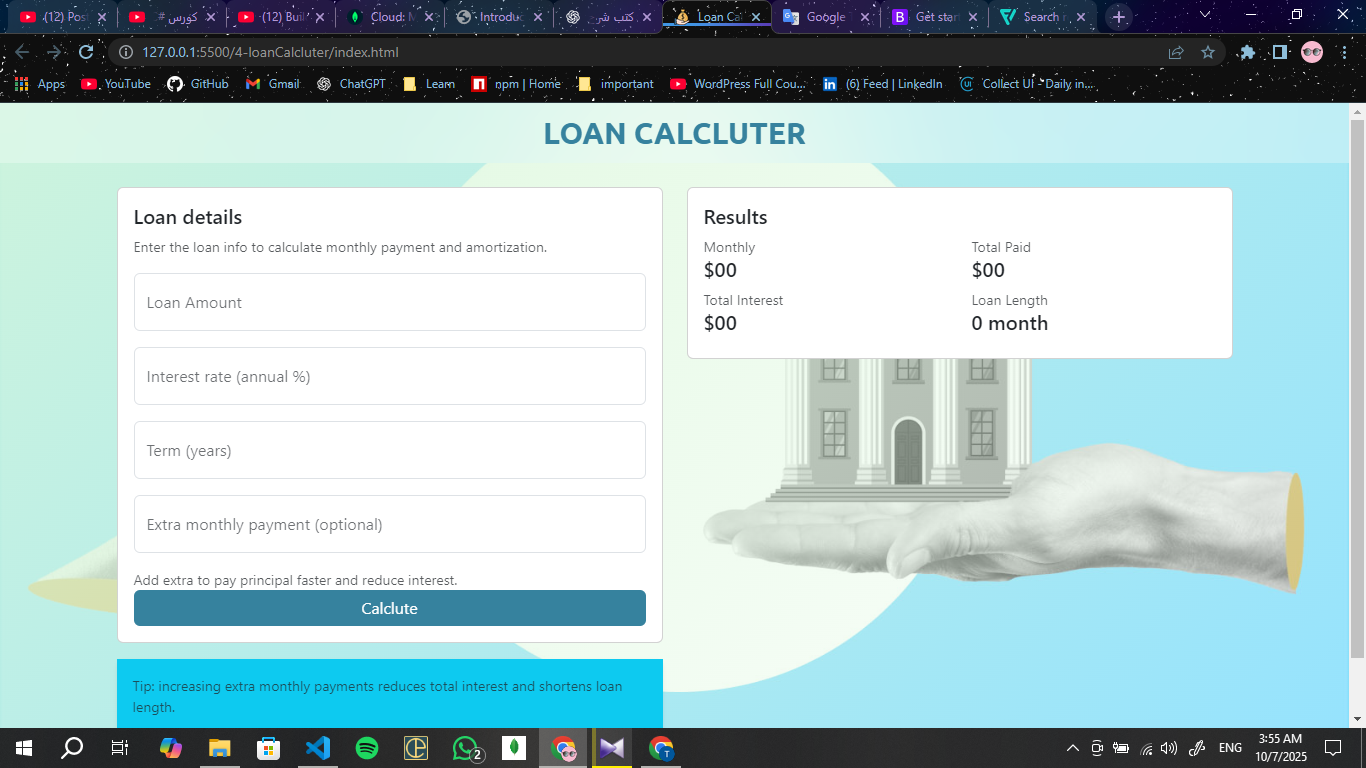 (12) Post
كورس #
(12) Buil
Cloud: M
Introduc
كتب شر
Loan Cal
Google
Get start
Search r
127.0.0.1:5500/4-loanCalcluter/index.html
Apps
YouTube
GitHub
Gmail
ChatGPT
Learn
npm | Home
important
WordPress Full Cou...
(6) Feed | LinkedIn
Collect UI - Daily in...
LOAN CALCLUTER
Loan details
Enter the loan info to calculate monthly payment and amortization.
Loan Amount
Interest rate (annual %)
Term (years)
Extra monthly payment (optional)
Add extra to pay principal faster and reduce interest.
Calclute
Tip: increasing extra monthly payments reduces total interest and shortens loan
length.
Results
Monthly
$00
Total Paid
$00
Total Interest
$00
Loan Length
0 month
2
T
ENG
3:55 AM
10/7/2025